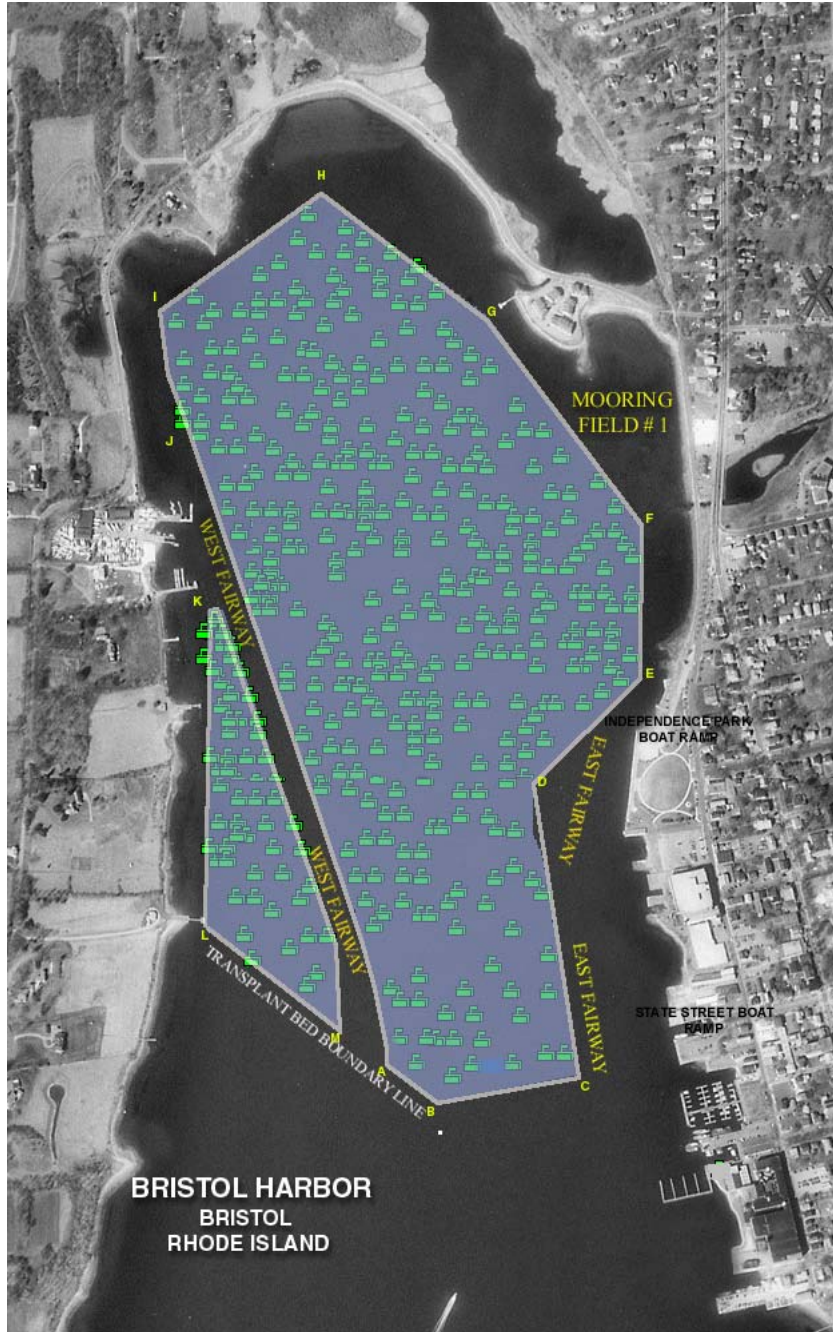 H
I
G
MOORING
FIELD # 1
J
F
WEST FAIRWAY
K
E
INDEPENDENCE PARK
BOAT RAMP
EAST FAIRWAY
D
WEST FAIRWAY
L
TRANSPLANT BED BOUNDARY LINE
EAST FAIRWAY
STATE STREET BOAT
RAMP
M
A
C
B
BRISTOL HARBOR
BRISTOL
RHODE ISLAND